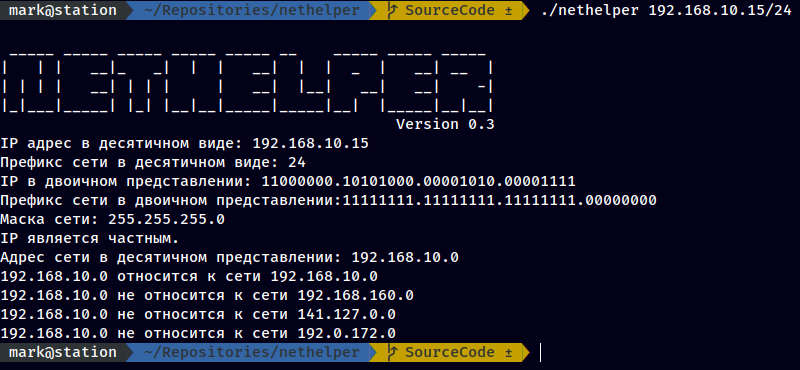 mark@station ~/Repositories/nethelper SourceCode ± ./nethelper 192.168.10.15/24
NETHELPER
Version 0.3
IP адрес в десятичном виде: 192.168.10.15
Префикс сети в десятичном виде: 24
IP в двоичном представлении: 11000000.10101000.00001010.00001111
Префикс сети в двоичном представлении:11111111.11111111.11111111.00000000
Маска сети: 255.255.255.0
IP является частным.
Адрес сети в десятичном представлении: 192.168.10.0
192.168.10.0 относится к сети 192.168.10.0
192.168.10.0 не относится к сети 192.168.160.0
192.168.10.0 не относится к сети 141.127.0.0
192.168.10.0 не относится к сети 192.0.172.0
mark@station ~/Repositories/nethelper SourceCode ±